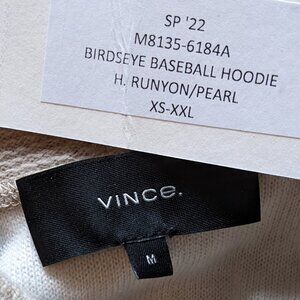 SP '22
M8135-6184A
BIRDSEYE BASEBALL HOODIE
H. RUNYON/PEARL
XS-XXL
VINCE.
M